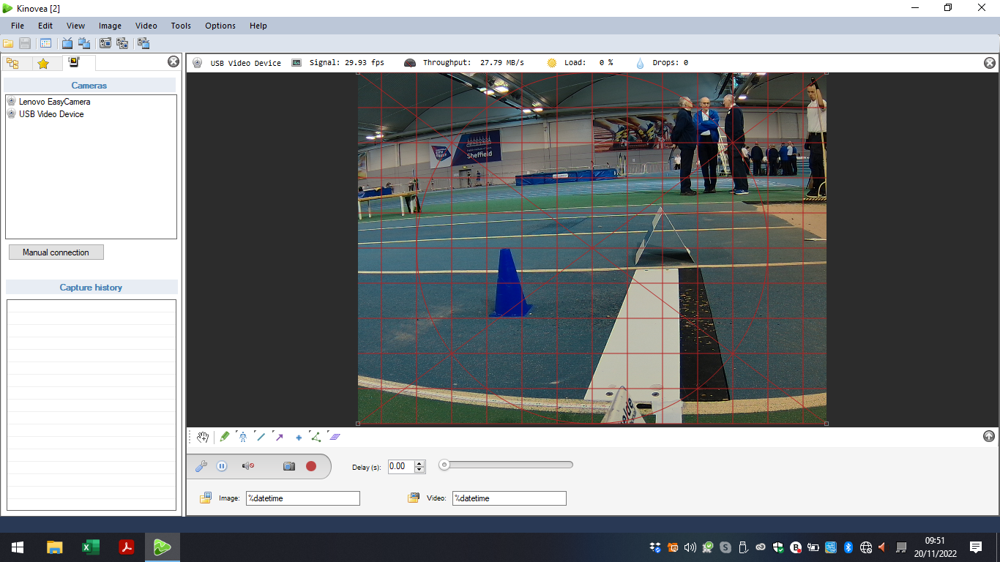 Kinovea [2]
File Edit View Image Video Tools Options Help
USB Video Device Signal: 29.93 fps Throughput: 27.79 MB/s Load: 0 % Drops: 0
Cameras
Lenovo EasyCamera
USB Video Device
Manual connection
Capture history
Sheffield
Delay (s): 0.00
Image: %datetime Video: %datetime
09:51
20/11/2022